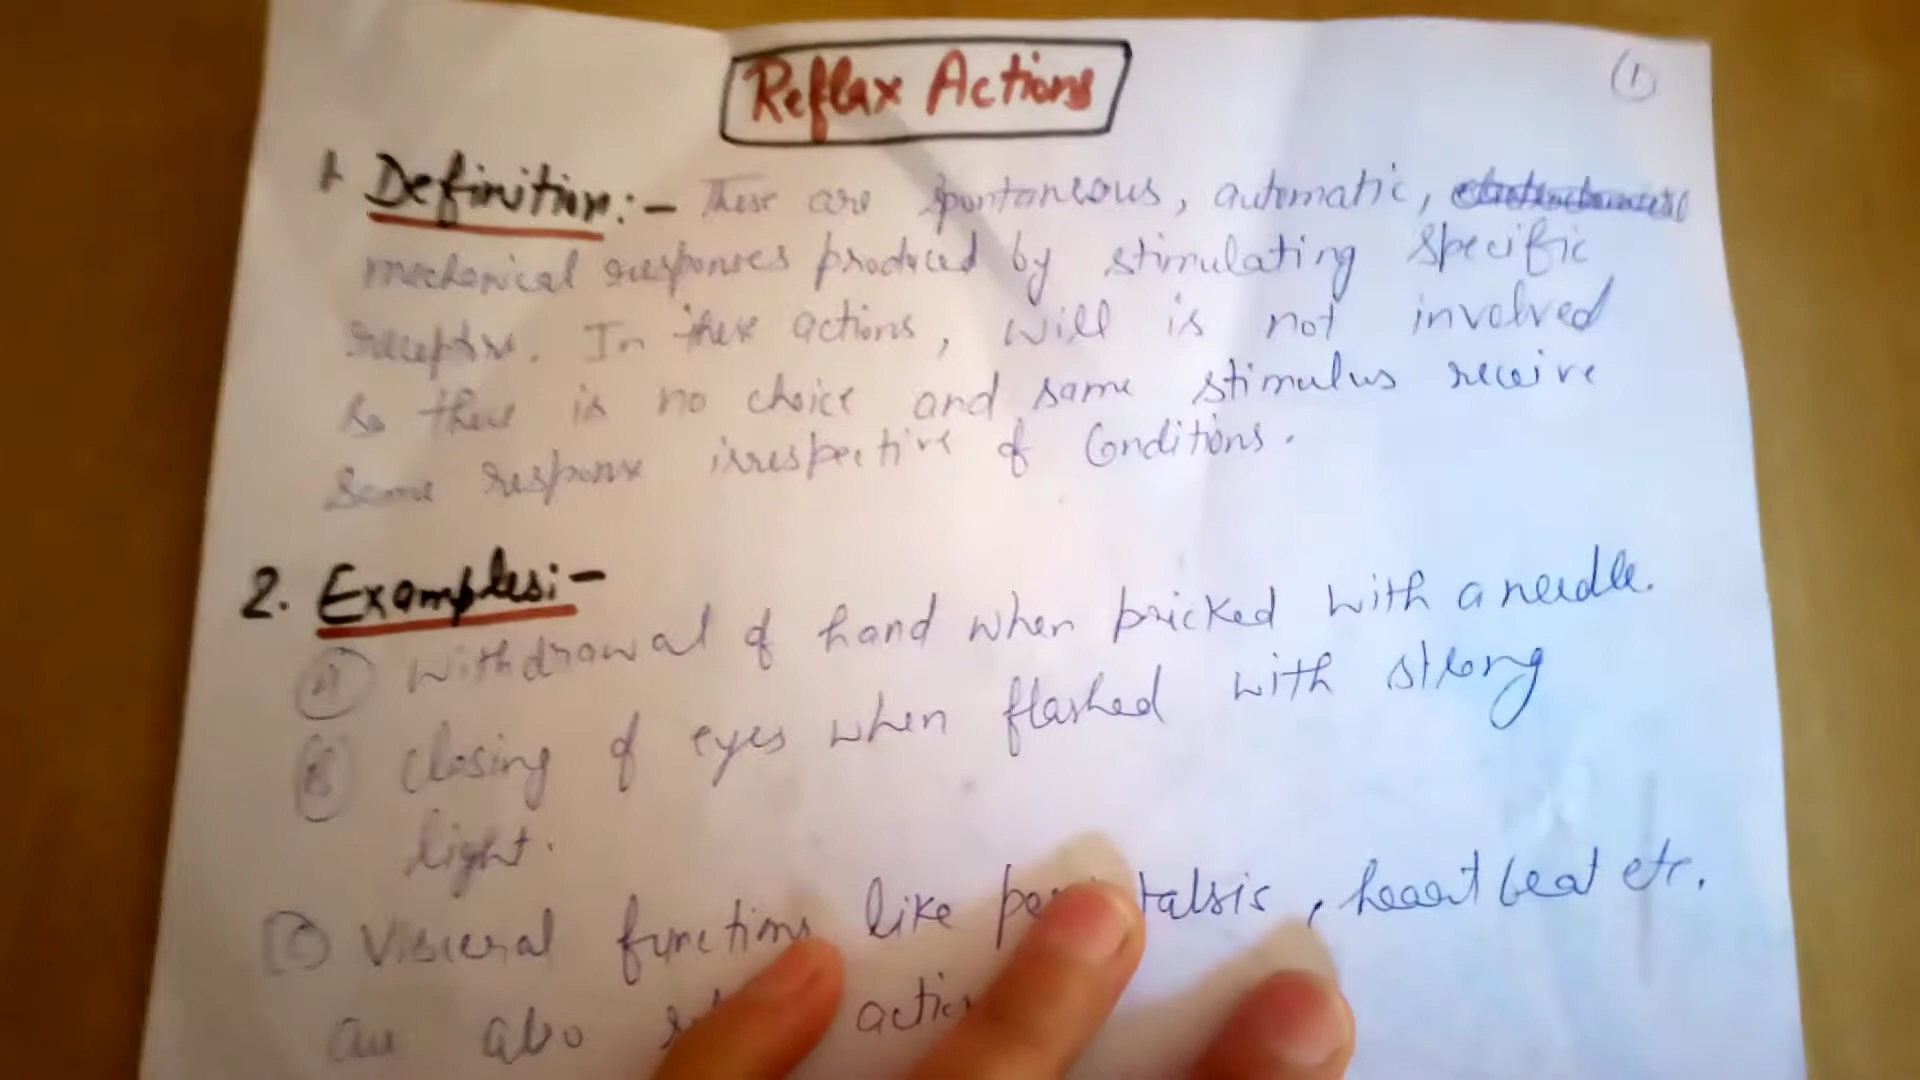 Reflax Actions
(1)
1. Definition:- These are spontaneous, automatic,
mechanical responses produced by stimulating specific
receptors. In these actions, will is not involved
so there is no choice and same stimulus receive
same response irrespective of Conditions.
2. Examples:-
(A) Withdrawal of hand when pricked with a needle.
(B) closing of eyes when flashed with strong
light.
(C) Visceral functions like talsis, heart beat etc.
are also